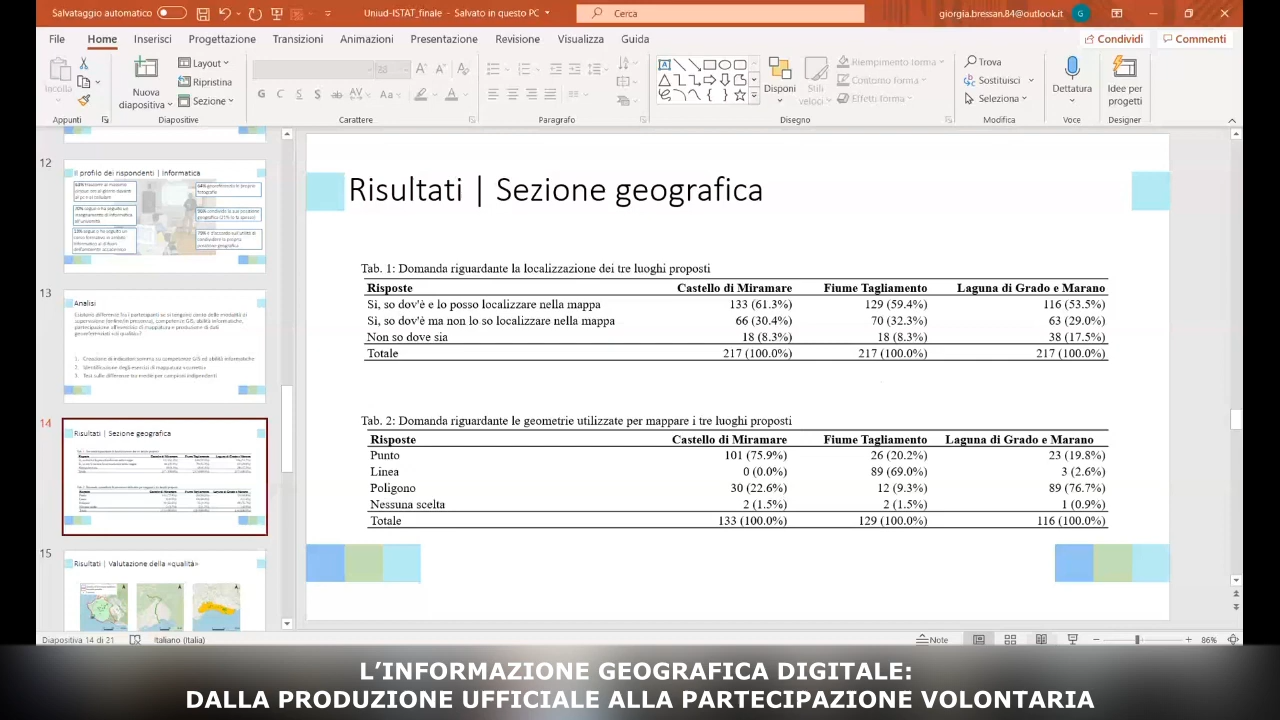 Salvataggio automatico
Uniud-ISTAT_finale - Salvato in questo PC
Cerca
giorgia.bressan.84@outlook.it
G
File Home Inserisci Progettazione Transizioni Animazioni Presentazione Revisione Visualizza Guida
Condividi
Commenti
Incolla
Nuova diapositiva
Layout
Ripristina
Sezione
Disponi
Stili veloci
Riempimento forma
Contorno forma
Effetti forma
Trova
Sostituisci
Seleziona
Dettatura
Idee per progetti
Appunti Diapositive Carattere Paragrafo Disegno Modifica Voce Designer
12
Il profilo dei rispondenti | Informatica
13
Analisi
14
Risultati | Sezione geografica
15
Risultati | Valutazione della «qualità»
Risultati | Sezione geografica
Tab. 1: Domanda riguardante la localizzazione dei tre luoghi proposti
Risposte Castello di Miramare Fiume Tagliamento Laguna di Grado e Marano
Si, so dov'è e lo posso localizzare nella mappa 133 (61.3%) 129 (59.4%) 116 (53.5%)
Si, so dov'è ma non lo so localizzare nella mappa 66 (30.4%) 70 (32.3%) 63 (29.0%)
Non so dove sia 18 (8.3%) 18 (8.3%) 38 (17.5%)
Totale 217 (100.0%) 217 (100.0%) 217 (100.0%)
Tab. 2: Domanda riguardante le geometrie utilizzate per mappare i tre luoghi proposti
Risposte Castello di Miramare Fiume Tagliamento Laguna di Grado e Marano
Punto 101 (75.9%) 26 (20.2%) 23 (19.8%)
Linea 0 (0.0%) 89 (69.0%) 3 (2.6%)
Poligono 30 (22.6%) 12 (9.3%) 89 (76.7%)
Nessuna scelta 2 (1.5%) 2 (1.5%) 1 (0.9%)
Totale 133 (100.0%) 129 (100.0%) 116 (100.0%)
Diapositiva 14 di 21
Italiano (Italia)
Note
86%
L'INFORMAZIONE GEOGRAFICA DIGITALE:
DALLA PRODUZIONE UFFICIALE ALLA PARTECIPAZIONE VOLONTARIA